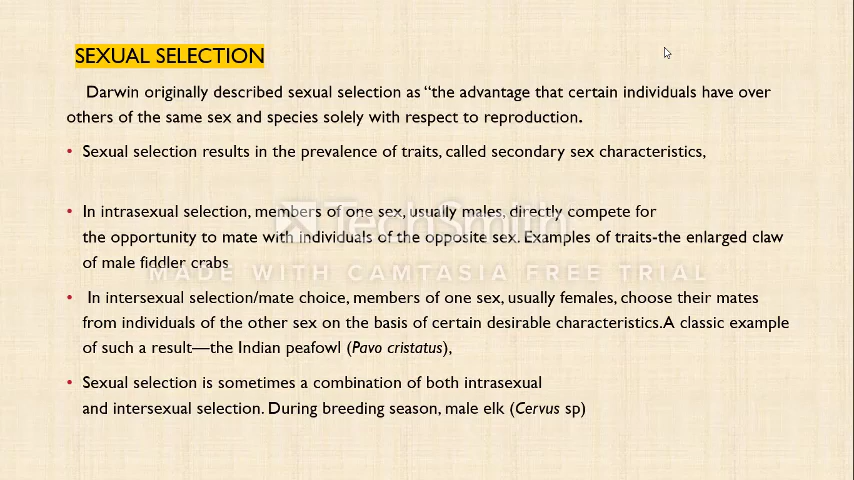 SEXUAL SELECTION
Darwin originally described sexual selection as “the advantage that certain individuals have over
others of the same sex and species solely with respect to reproduction.
• Sexual selection results in the prevalence of traits, called secondary sex characteristics,
• In intrasexual selection, members of one sex, usually males, directly compete for
the opportunity to mate with individuals of the opposite sex. Examples of traits-the enlarged claw
of male fiddler crabs
TechSmith
MADE WITH CAMTASIA FREE TRIAL
• In intersexual selection/mate choice, members of one sex, usually females, choose their mates
from individuals of the other sex on the basis of certain desirable characteristics.A classic example
of such a result—the Indian peafowl (Pavo cristatus),
• Sexual selection is sometimes a combination of both intrasexual
and intersexual selection. During breeding season, male elk (Cervus sp)